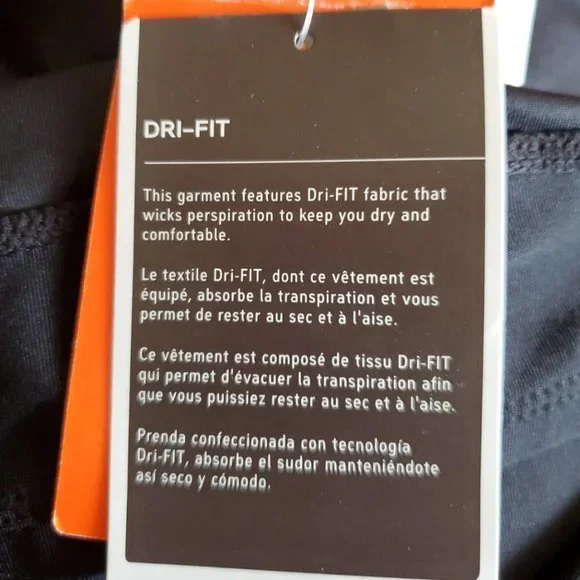 DRI-FIT
This garment features Dri-FIT fabric that
wicks perspiration to keep you dry and
comfortable.
Le textile Dri-FIT, dont ce vêtement est
équipé, absorbe la transpiration et vous
permet de rester au sec et à l'aise.
Ce vêtement est composé de tissu Dri-FIT
qui permet d'évacuer la transpiration afin
que vous puissiez rester au sec et à l'aise.
Prenda confeccionada con tecnología
Dri-FIT, absorbe el sudor manteniéndote
así seco y cómodo.